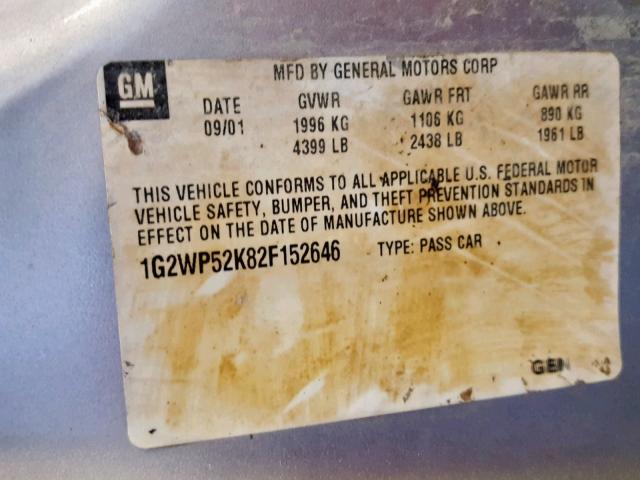 GM
MFD BY GENERAL MOTORS CORP
DATE GVWR GAWR FRT GAWR RR
09/01 1996 KG 1106 KG 890 KG
4399 LB 2438 LB 1961 LB
THIS VEHICLE CONFORMS TO ALL APPLICABLE U.S. FEDERAL MOTOR
VEHICLE SAFETY, BUMPER, AND THEFT PREVENTION STANDARDS IN
EFFECT ON THE DATE OF MANUFACTURE SHOWN ABOVE.
1G2WP52K82F152646 TYPE: PASS CAR